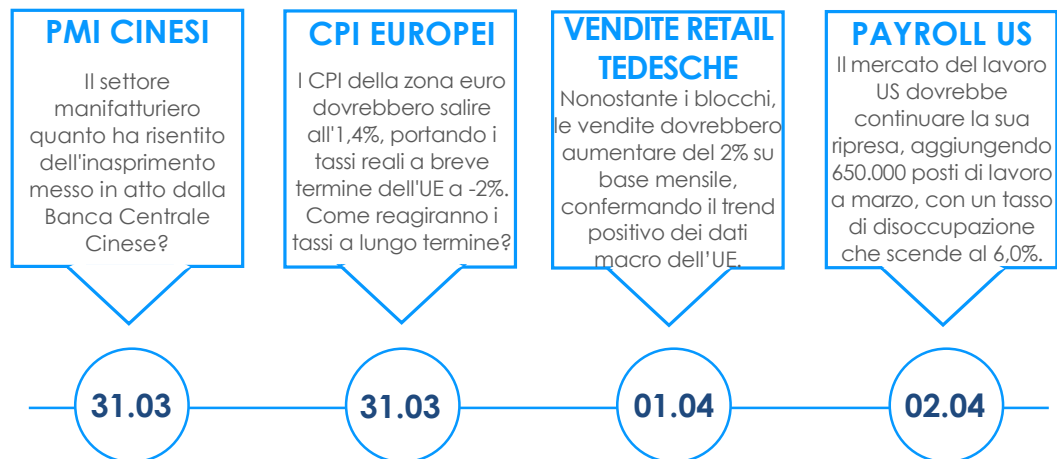 PMI CINESI
Il settore
manifatturiero
quanto ha risentito
dell'inasprimento
messo in atto dalla
Banca Centrale
Cinese?
CPI EUROPEI
I CPI della zona euro
dovrebbero salire
all'1,4%, portando i
tassi reali a breve
termine dell'UE a -2%.
Come reagiranno i
tassi a lungo termine?
VENDITE RETAIL
TEDESCHE
Nonostante i blocchi,
le vendite dovrebbero
aumentare del 2% su
base mensile,
confermando il trend
positivo dei dati
macro dell’UE.
PAYROLL US
Il mercato del lavoro
US dovrebbe
continuare la sua
ripresa, aggiungendo
650.000 posti di lavoro
a marzo, con un tasso
di disoccupazione
che scende al 6,0%.
31.03
31.03
01.04
02.04